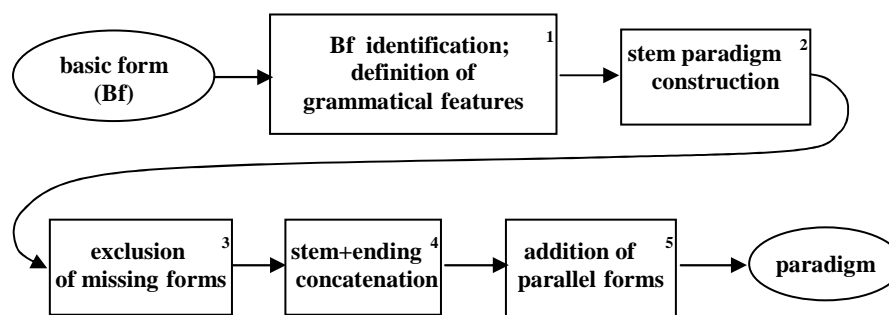 basic form
(Bf)
1
Bf identification;
definition of
grammatical features
2
stem paradigm
construction
3
exclusion
of missing forms
4
stem+ending
concatenation
5
addition of
parallel forms
paradigm